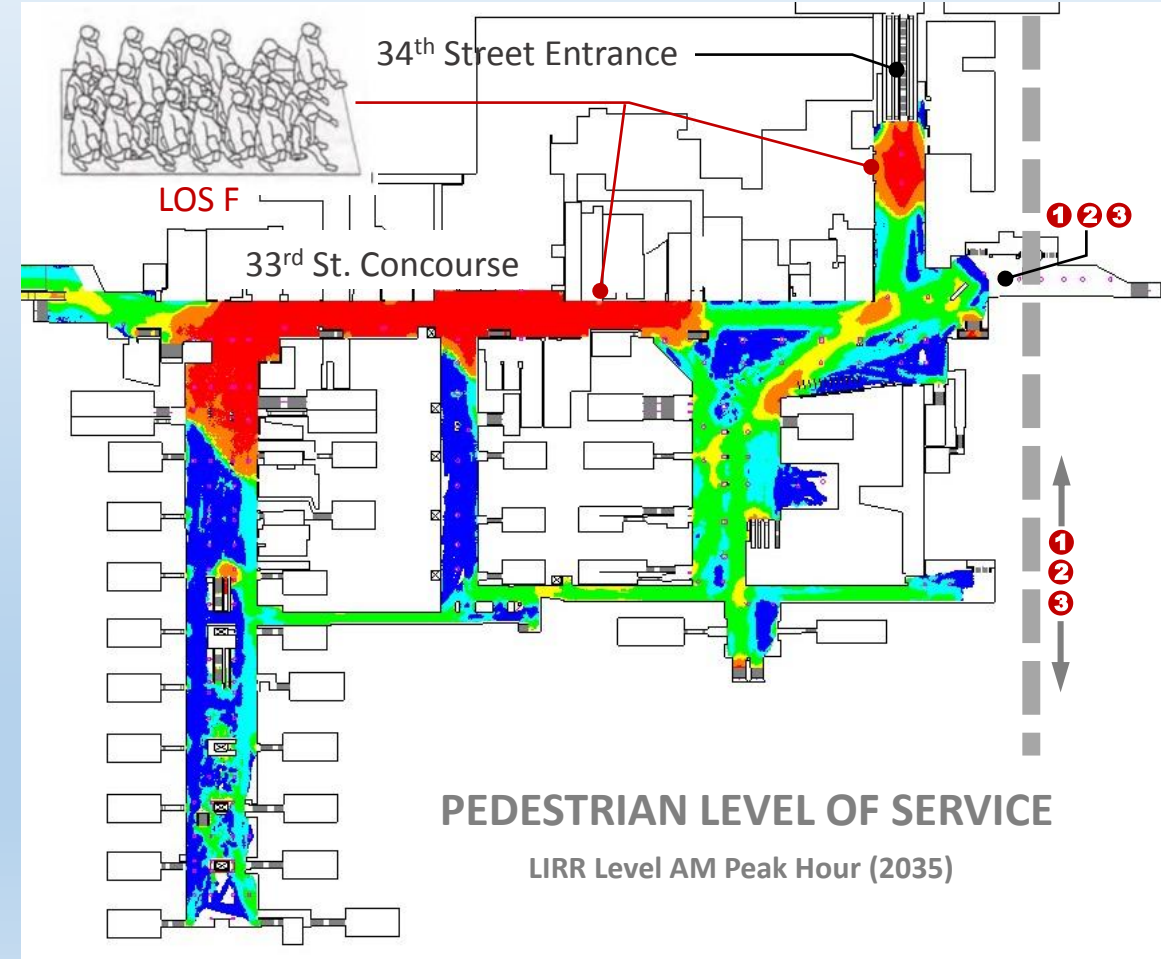 34th Street Entrance
LOS F
1 2 3
33rd St. Concourse
1
2
3
PEDESTRIAN LEVEL OF SERVICE
LIRR Level AM Peak Hour (2035)